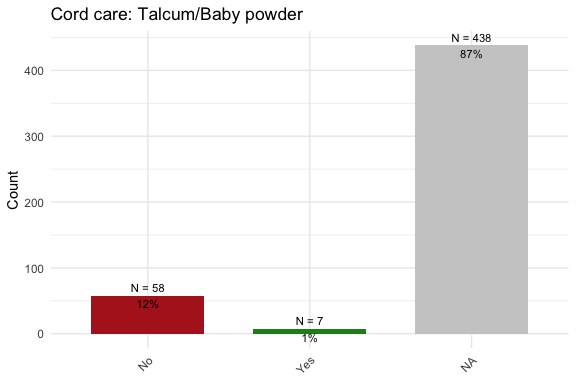 Cord care: Talcum/Baby powder
Count
400
300
200
100
0
N = 58
12%
N = 7
1%
N = 438
87%
No
Yes
NA